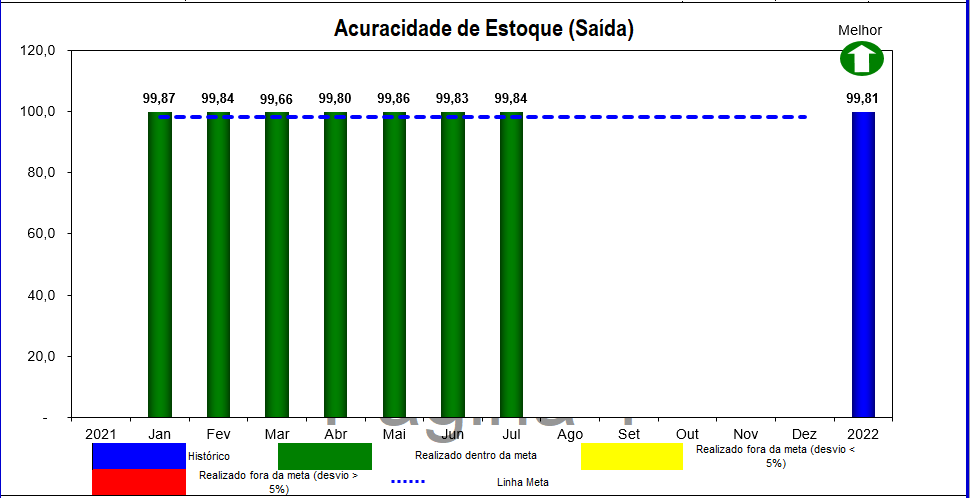 Acuracidade de Estoque (Saída)
Melhor
120,0
100,0
80,0
60,0
40,0
20,0
-
99,87 99,84 99,66 99,80 99,86 99,83 99,84 99,81
2021 Jan Fev Mar Abr Mai Jun Jul Ago Set Out Nov Dez 2022
Histórico
Realizado dentro da meta
Realizado fora da meta (desvio <
5%)
Realizado fora da meta (desvio >
5%)
Linha Meta